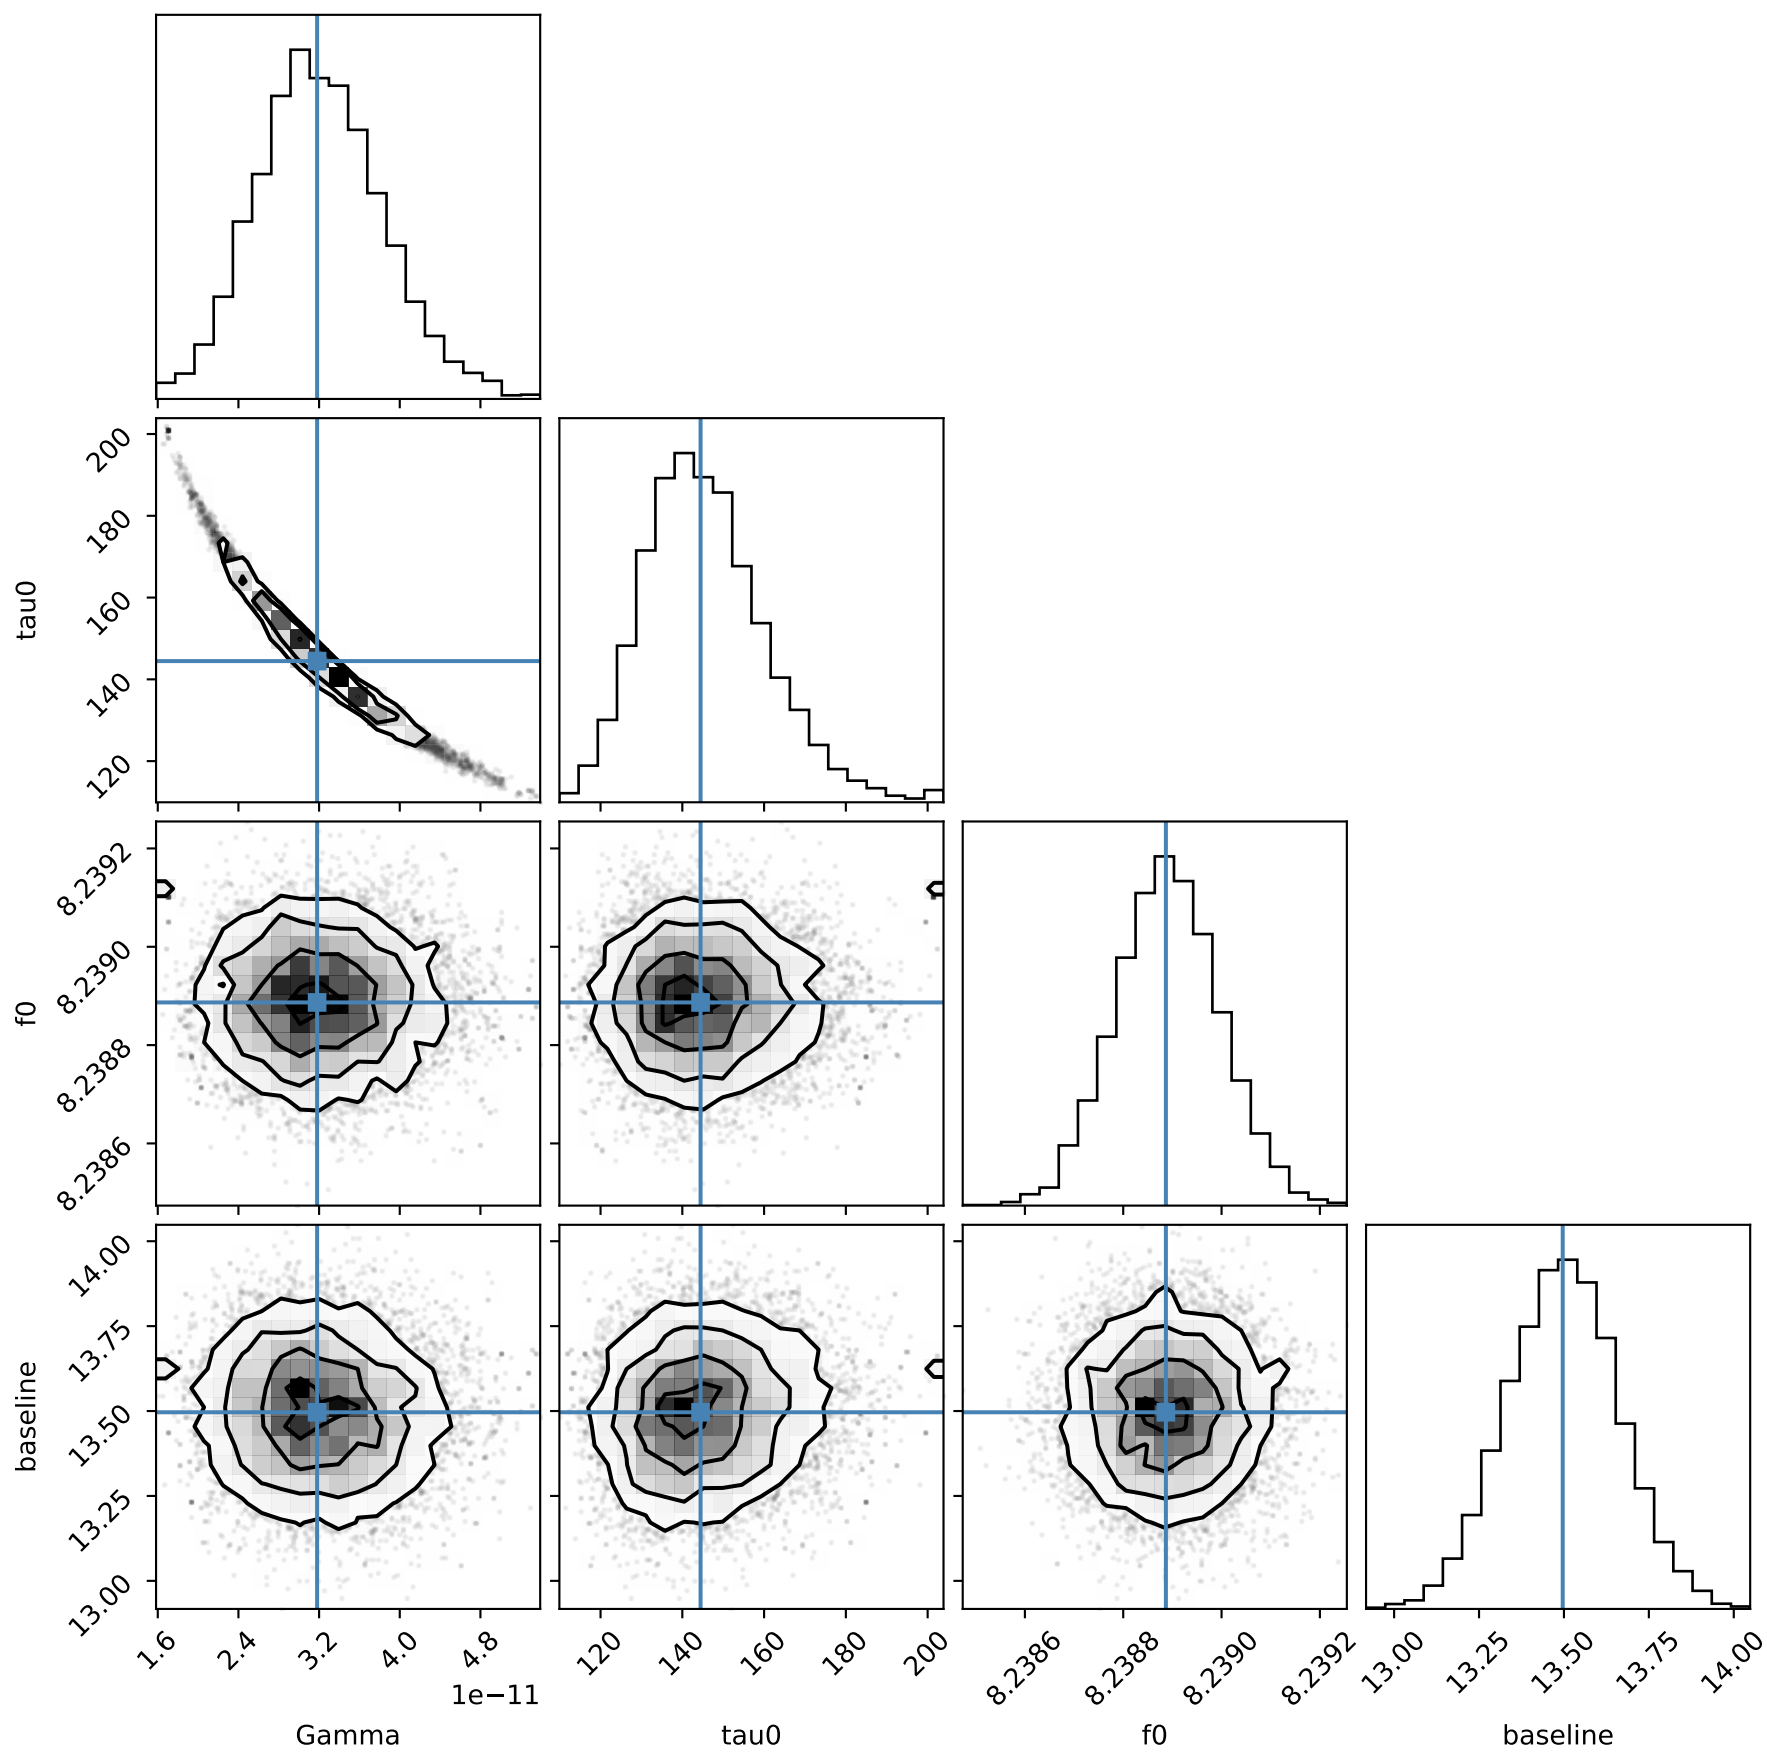 200
180
160
140
120
tau0
8.2392
8.2390
8.2388
8.2386
f0
14.00
13.75
13.50
13.25
13.00
baseline
1.6 2.4 3.2 4.0 4.8
1e−11
Gamma
120 140 160 180 200
tau0
8.2386 8.2388 8.2390 8.2392
f0
13.00 13.25 13.50 13.75 14.00
baseline